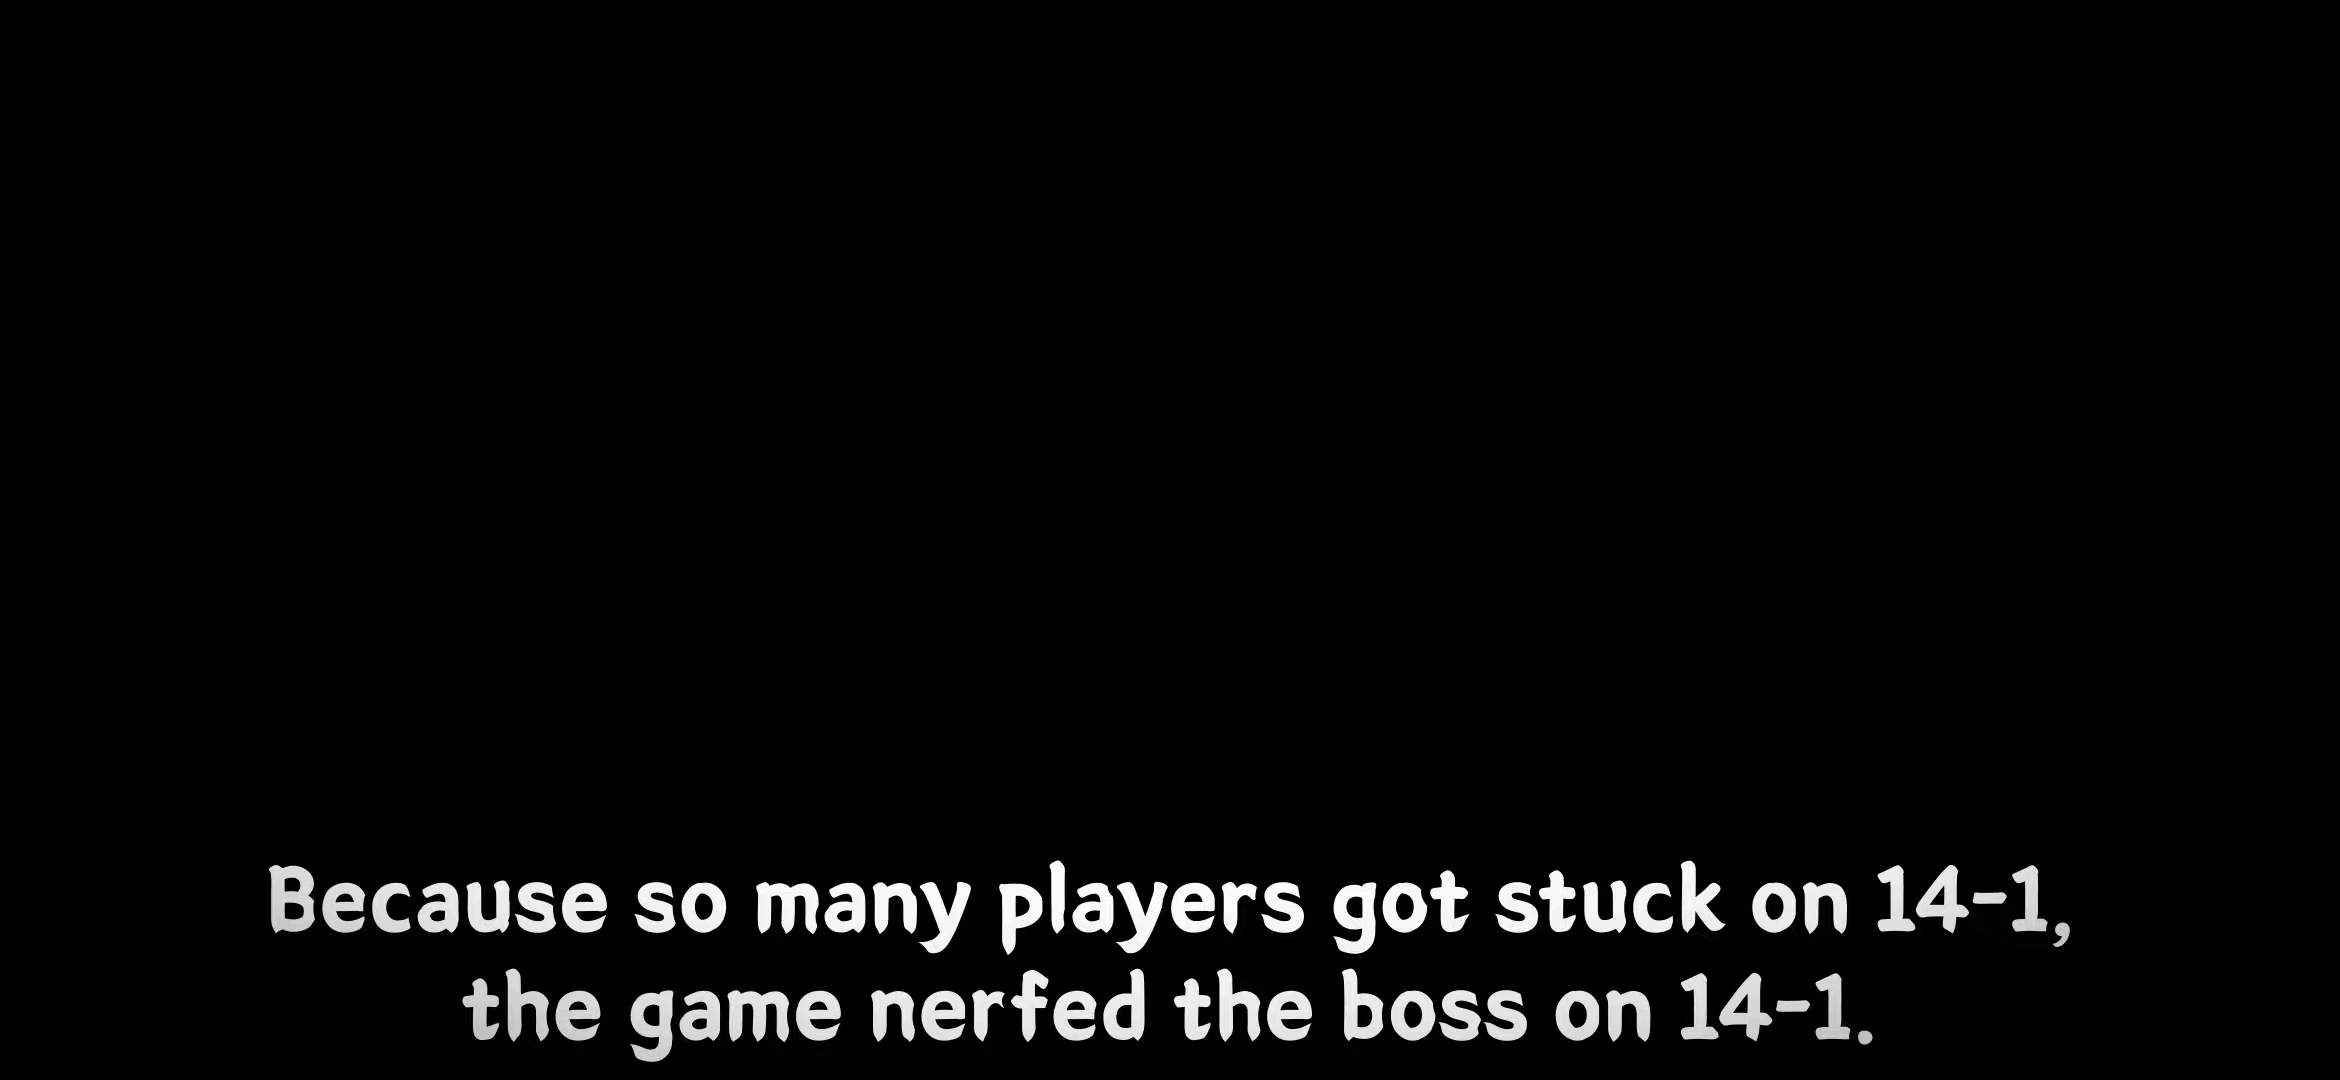 Because so many players got stuck on 14-1,
the game nerfed the boss on 14-1.